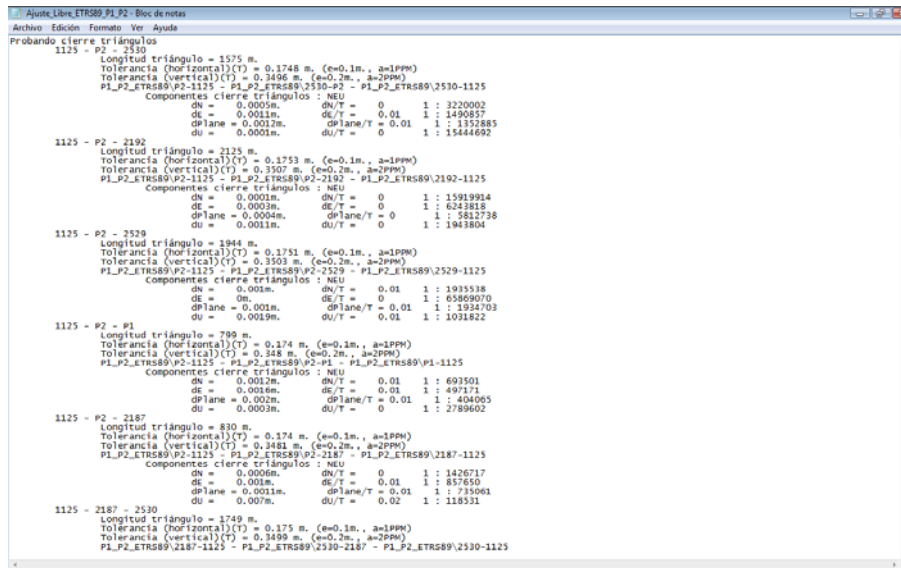 Ajuste_Libre_ETRS89_P1_P2 - Bloc de notas
Archivo Edición Formato Ver Ayuda
Probando cierre triángulos
1125 - P2 - 2530
Longitud triángulo = 1575 m.
Tolerancia (horizontal)(T) = 0.1748 m. (e=0.1m., a=1PPM)
Tolerancia (vertical)(T) = 0.3496 m. (e=0.2m., a=2PPM)
P1_P2_ETRS89\P2-1125 - P1_P2_ETRS89\2530-P2 - P1_P2_ETRS89\2530-1125
Componentes cierre triángulos : NEU
dN = 0.0005m. dN/T = 0 1 : 3220002
dE = 0.0011m. dE/T = 0.01 1 : 1490857
dPlane = 0.0012m. dPlane/T = 0.01 1 : 1352885
dU = 0.0001m. dU/T = 0 1 : 15444692
1125 - P2 - 2192
Longitud triángulo = 2125 m.
Tolerancia (horizontal)(T) = 0.1753 m. (e=0.1m., a=1PPM)
Tolerancia (vertical)(T) = 0.3507 m. (e=0.2m., a=2PPM)
P1_P2_ETRS89\P2-1125 - P1_P2_ETRS89\P2-2192 - P1_P2_ETRS89\2192-1125
Componentes cierre triángulos : NEU
dN = 0.0001m. dN/T = 0 1 : 15919914
dE = 0.0003m. dE/T = 0 1 : 6243818
dPlane = 0.0004m. dPlane/T = 0 1 : 5812738
dU = 0.0011m. dU/T = 0 1 : 1943804
1125 - P2 - 2529
Longitud triángulo = 1944 m.
Tolerancia (horizontal)(T) = 0.1751 m. (e=0.1m., a=1PPM)
Tolerancia (vertical)(T) = 0.3503 m. (e=0.2m., a=2PPM)
P1_P2_ETRS89\P2-1125 - P1_P2_ETRS89\P2-2529 - P1_P2_ETRS89\2529-1125
Componentes cierre triángulos : NEU
dN = 0.001m. dN/T = 0.01 1 : 1935538
dE = 0m. dE/T = 0 1 : 65869070
dPlane = 0.001m. dPlane/T = 0.01 1 : 1934703
dU = 0.0019m. dU/T = 0.01 1 : 1031822
1125 - P2 - P1
Longitud triángulo = 799 m.
Tolerancia (horizontal)(T) = 0.174 m. (e=0.1m., a=1PPM)
Tolerancia (vertical)(T) = 0.348 m. (e=0.2m., a=2PPM)
P1_P2_ETRS89\P2-1125 - P1_P2_ETRS89\P2-P1 - P1_P2_ETRS89\P1-1125
Componentes cierre triángulos : NEU
dN = 0.0012m. dN/T = 0.01 1 : 693501
dE = 0.0016m. dE/T = 0.01 1 : 497171
dPlane = 0.002m. dPlane/T = 0.01 1 : 404065
dU = 0.0003m. dU/T = 0 1 : 2789602
1125 - P2 - 2187
Longitud triángulo = 830 m.
Tolerancia (horizontal)(T) = 0.174 m. (e=0.1m., a=1PPM)
Tolerancia (vertical)(T) = 0.3481 m. (e=0.2m., a=2PPM)
P1_P2_ETRS89\P2-1125 - P1_P2_ETRS89\P2-2187 - P1_P2_ETRS89\2187-1125
Componentes cierre triángulos : NEU
dN = 0.0006m. dN/T = 0 1 : 1426717
dE = 0.001m. dE/T = 0.01 1 : 857650
dPlane = 0.0011m. dPlane/T = 0.01 1 : 735061
dU = 0.007m. dU/T = 0.02 1 : 118531
1125 - 2187 - 2530
Longitud triángulo = 1749 m.
Tolerancia (horizontal)(T) = 0.175 m. (e=0.1m., a=1PPM)
Tolerancia (vertical)(T) = 0.3499 m. (e=0.2m., a=2PPM)
P1_P2_ETRS89\2187-1125 - P1_P2_ETRS89\2530-2187 - P1_P2_ETRS89\2530-1125